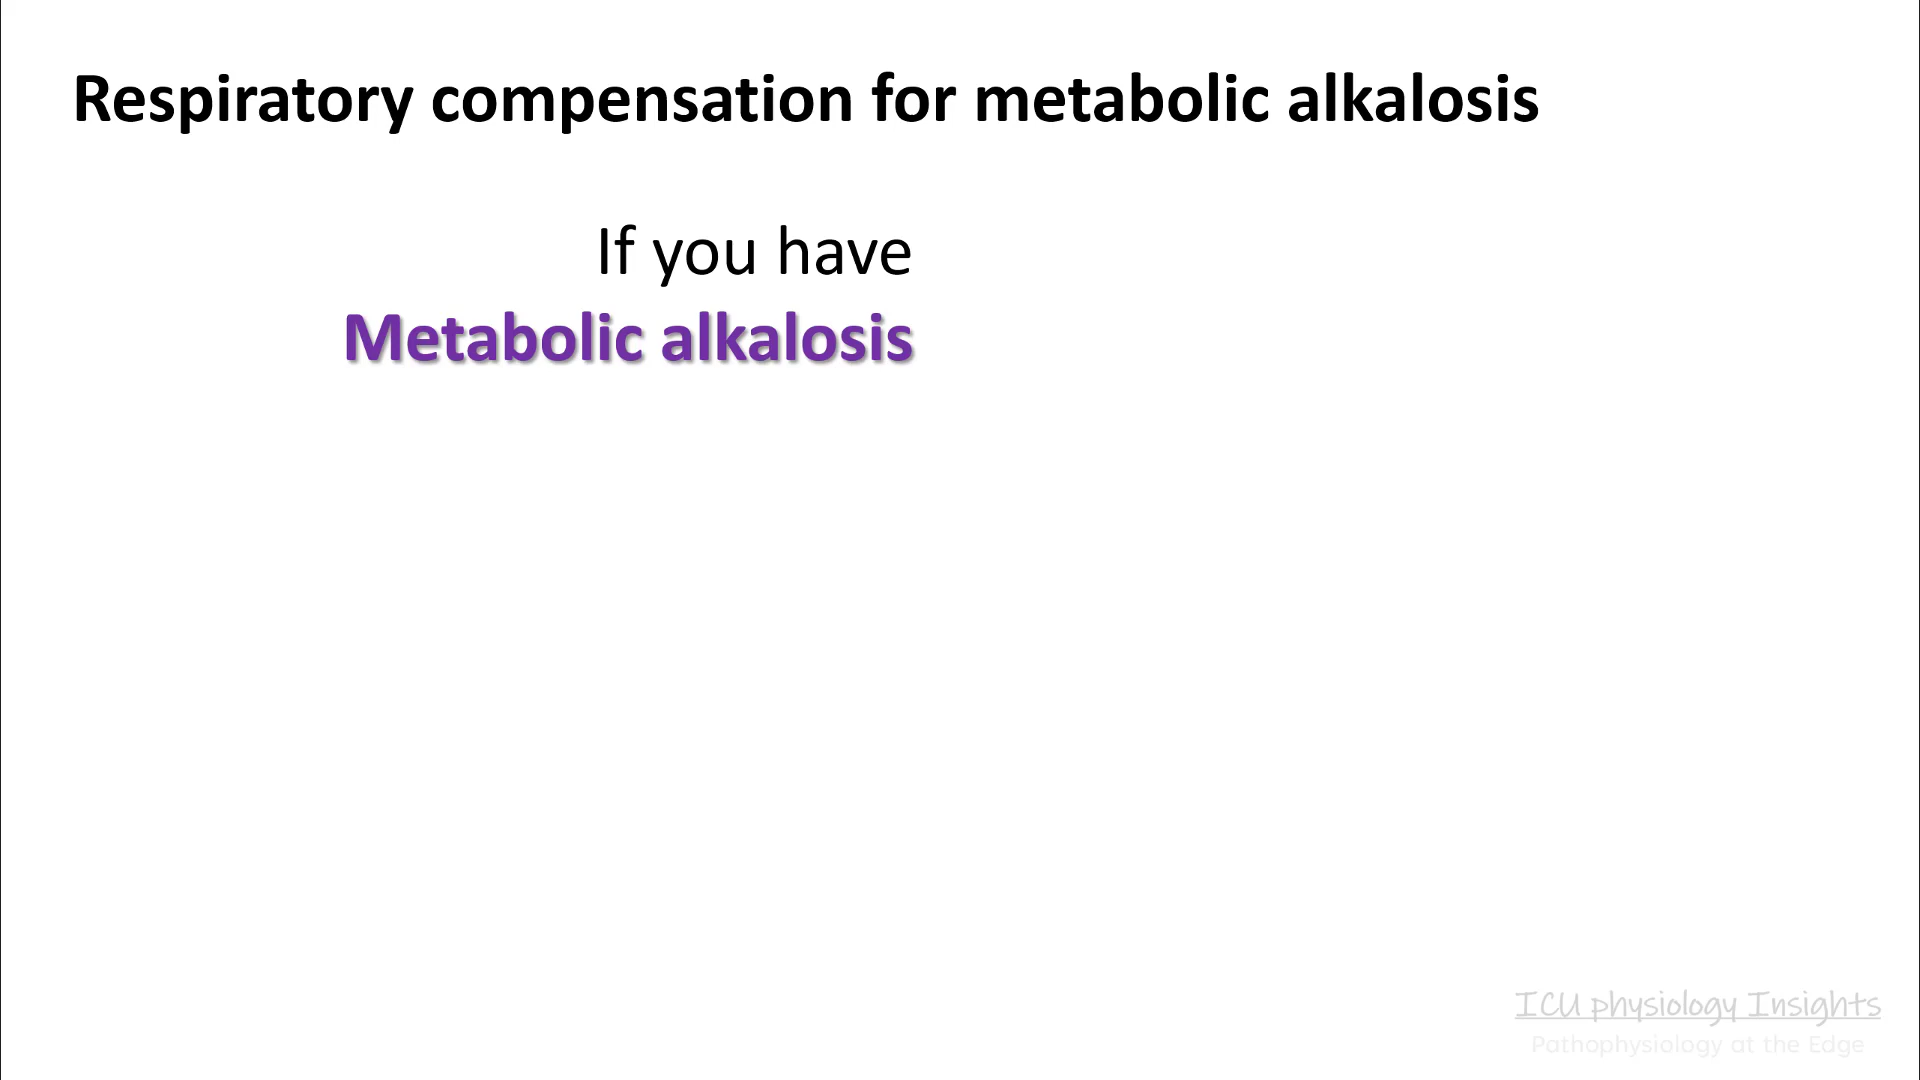 Respiratory compensation for metabolic alkalosis
If you have
Metabolic alkalosis
ICU physiology Insights
Pathophysiology at the Edge